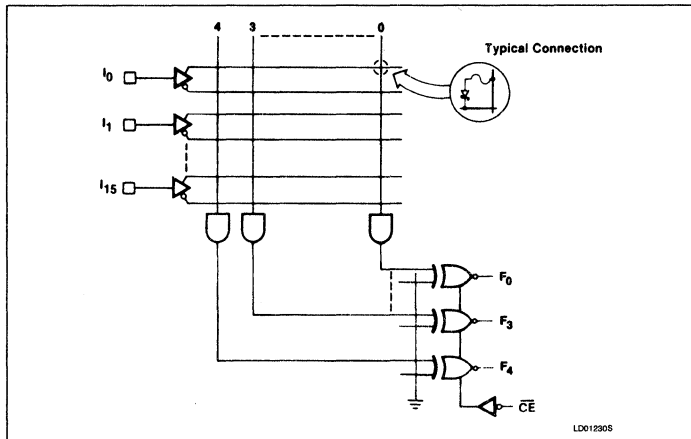 4 3 0
Typical Connection
I0
I1
I15
F0
F3
F4
CE
LD01230S